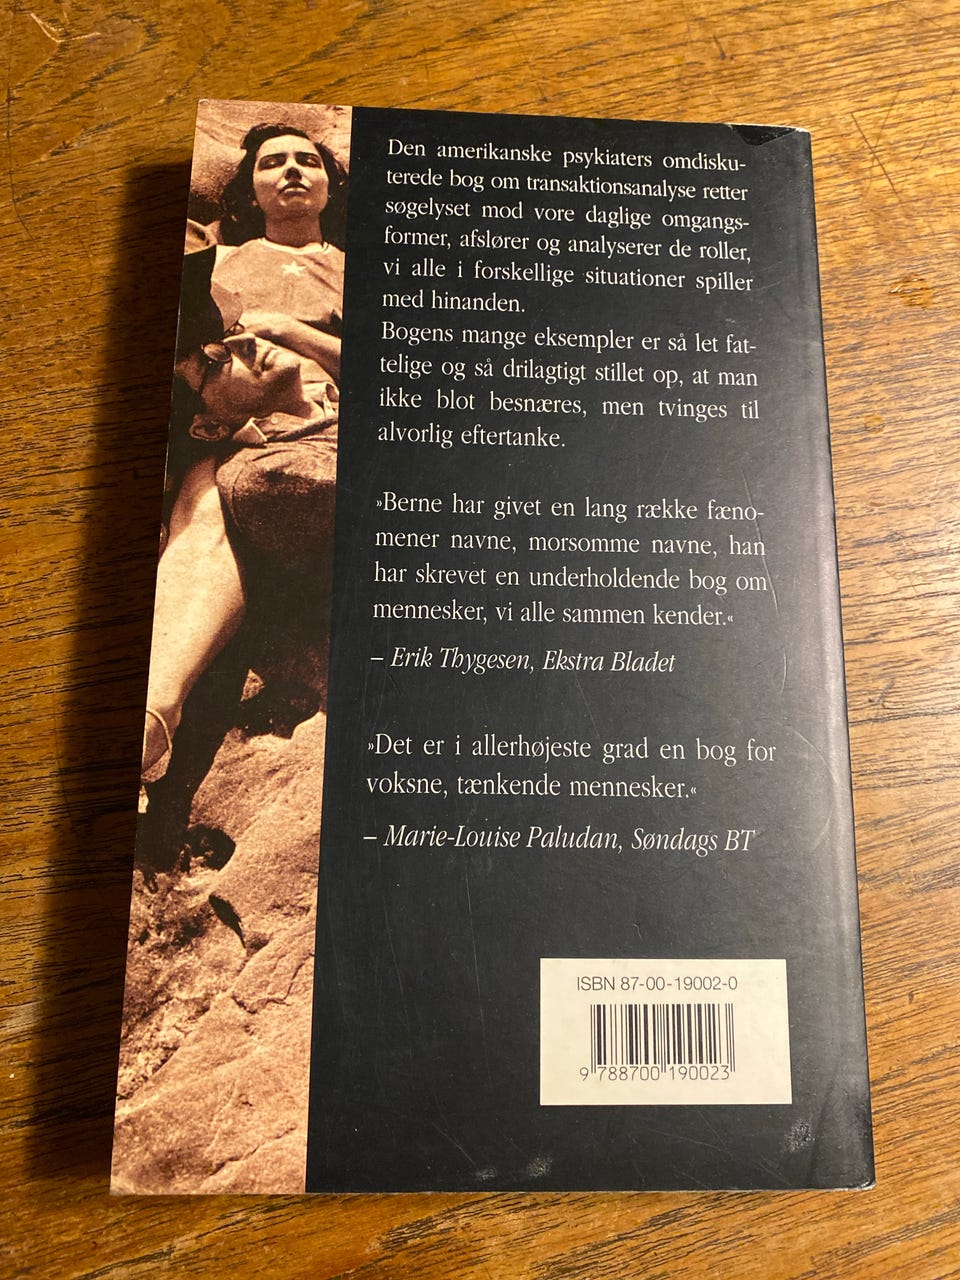 Den amerikanske psykiaters omdisku-
terede bog om transaktionsanalyse retter
søgelyset mod vore daglige omgangs-
former, afslører og analyserer de roller,
vi alle i forskellige situationer spiller
med hinanden.
Bogens mange eksempler er så let fat-
telige og så drilagtigt stillet op, at man
ikke blot besnæres, men tvinges til
alvorlig eftertanke.
»Berne har givet en lang række fæno-
mener navne, morsomme navne, han
har skrevet en underholdende bog om
mennesker, vi alle sammen kender.«
– Erik Thygesen, Ekstra Bladet
»Det er i allerhøjeste grad en bog for
voksne, tænkende mennesker.«
– Marie-Louise Paludan, Søndags BT
ISBN 87-00-19002-0
9 788700 190023